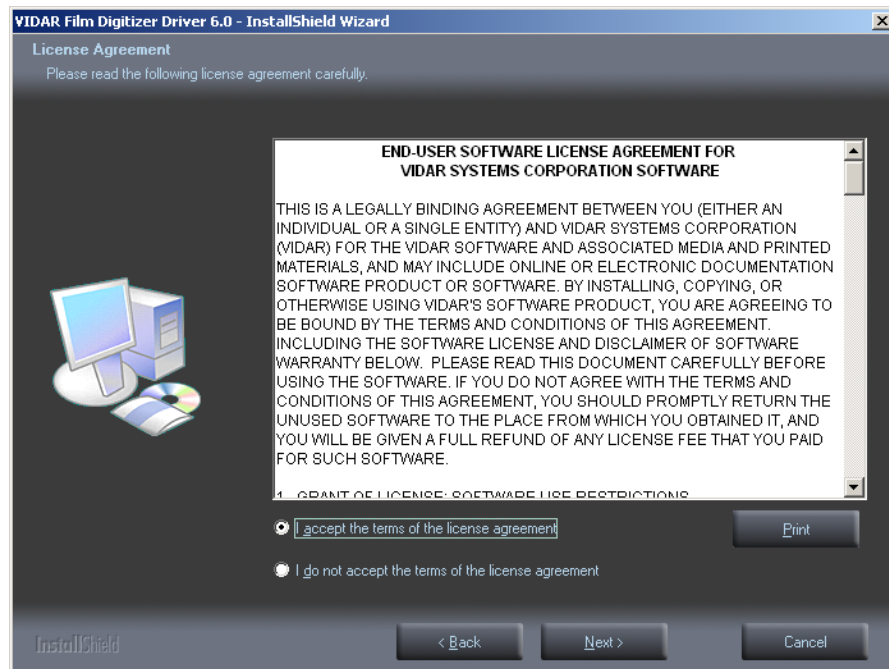 VIDAR Film Digitizer Driver 6.0 - InstallShield Wizard
License Agreement
Please read the following license agreement carefully.
END-USER SOFTWARE LICENSE AGREEMENT FOR
VIDAR SYSTEMS CORPORATION SOFTWARE
THIS IS A LEGALLY BINDING AGREEMENT BETWEEN YOU (EITHER AN
INDIVIDUAL OR A SINGLE ENTITY) AND VIDAR SYSTEMS CORPORATION
(VIDAR) FOR THE VIDAR SOFTWARE AND ASSOCIATED MEDIA AND PRINTED
MATERIALS, AND MAY INCLUDE ONLINE OR ELECTRONIC DOCUMENTATION
SOFTWARE PRODUCT OR SOFTWARE. BY INSTALLING, COPYING, OR
OTHERWISE USING VIDAR'S SOFTWARE PRODUCT, YOU ARE AGREEING TO
BE BOUND BY THE TERMS AND CONDITIONS OF THIS AGREEMENT.
INCLUDING THE SOFTWARE LICENSE AND DISCLAIMER OF SOFTWARE
WARRANTY BELOW.  PLEASE READ THIS DOCUMENT CAREFULLY BEFORE
USING THE SOFTWARE. IF YOU DO NOT AGREE WITH THE TERMS AND
CONDITIONS OF THIS AGREEMENT, YOU SHOULD PROMPTLY RETURN THE
UNUSED SOFTWARE TO THE PLACE FROM WHICH YOU OBTAINED IT, AND
YOU WILL BE GIVEN A FULL REFUND OF ANY LICENSE FEE THAT YOU PAID
FOR SUCH SOFTWARE.
1. GRANT OF LICENSE; SOFTWARE USE RESTRICTIONS
I accept the terms of the license agreement
Print
I do not accept the terms of the license agreement
InstallShield
< Back
Next >
Cancel